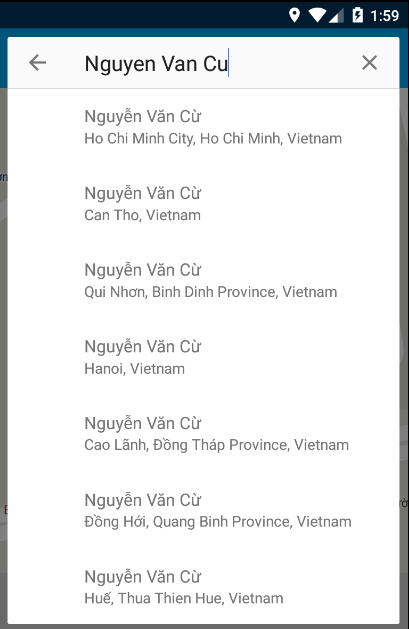 1:59
Nguyen Van Cu
Nguyễn Văn Cừ
Ho Chi Minh City, Ho Chi Minh, Vietnam
Nguyễn Văn Cừ
Can Tho, Vietnam
Nguyễn Văn Cừ
Qui Nhơn, Binh Dinh Province, Vietnam
Nguyễn Văn Cừ
Hanoi, Vietnam
Nguyễn Văn Cừ
Cao Lãnh, Đồng Tháp Province, Vietnam
Nguyễn Văn Cừ
Đồng Hới, Quang Binh Province, Vietnam
Nguyễn Văn Cừ
Huế, Thua Thien Hue, Vietnam